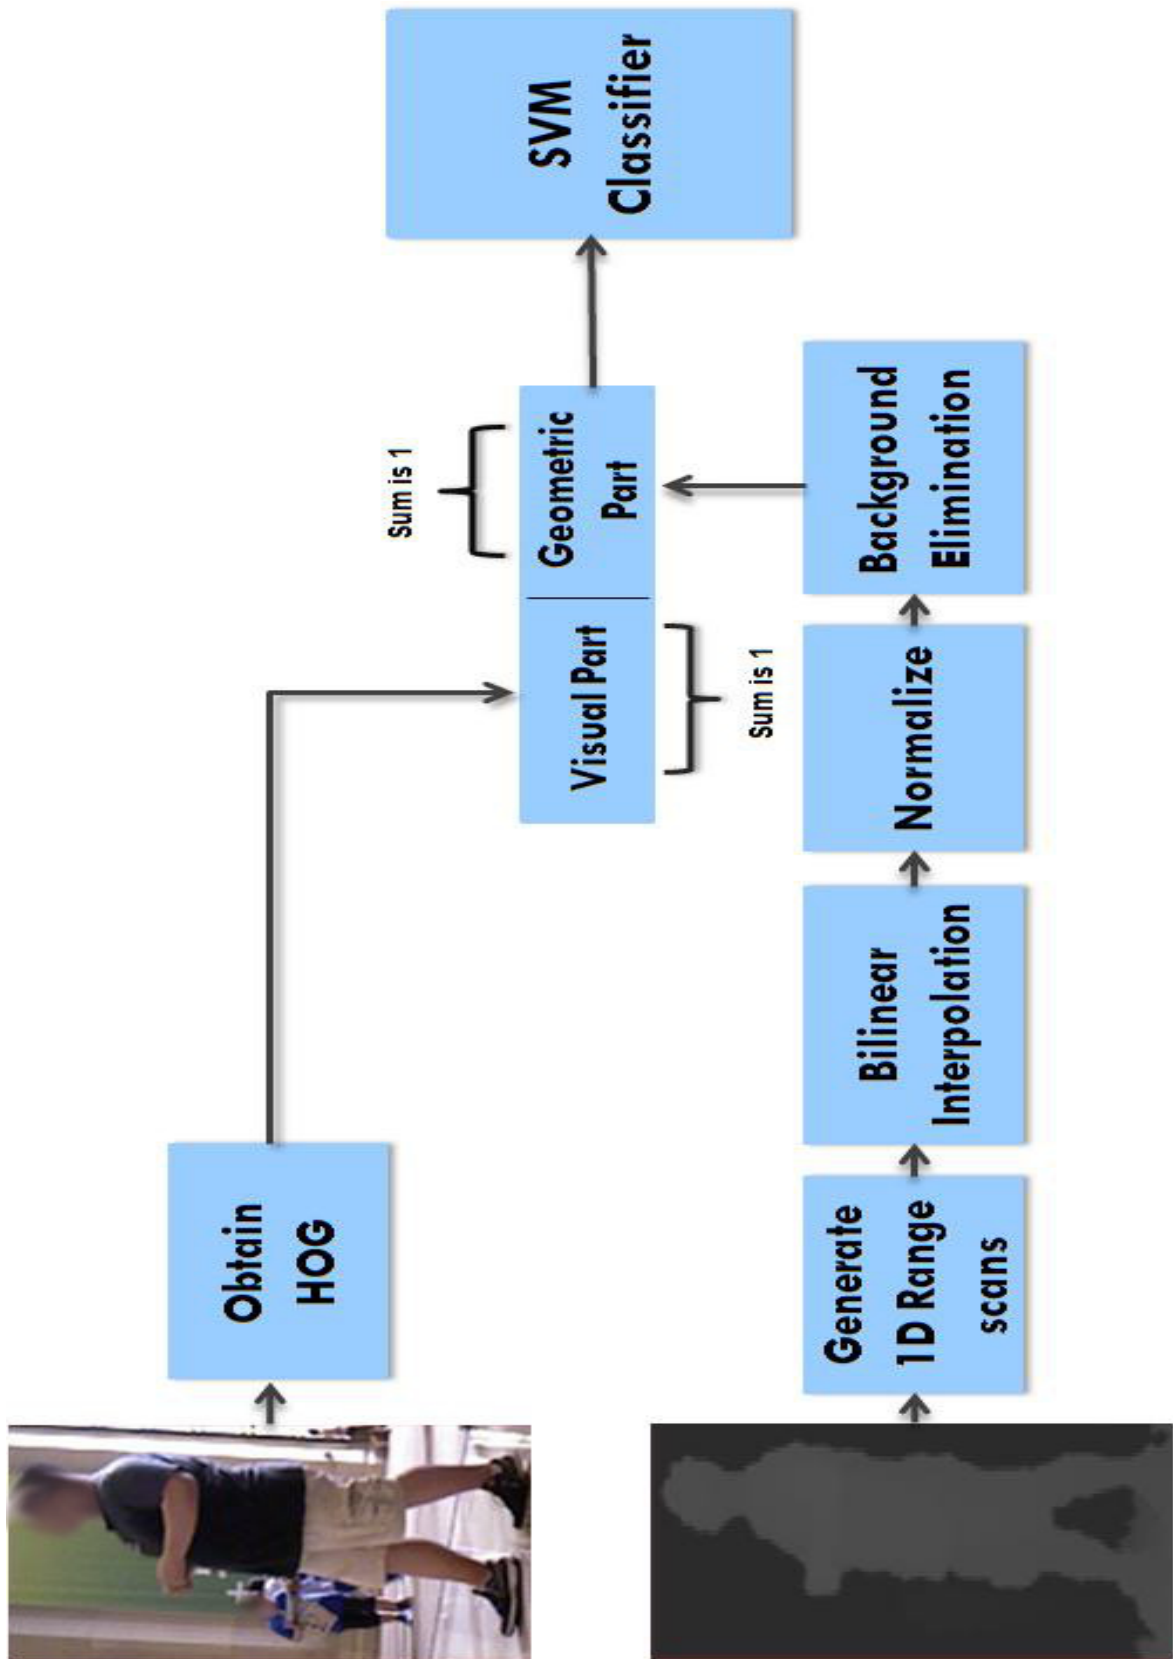 Obtain
HOG
Sum is 1
Visual Part
Geometric
Part
Sum is 1
SVM
Classifier
Generate
1D Range
scans
Bilinear
Interpolation
Normalize
Background
Elimination